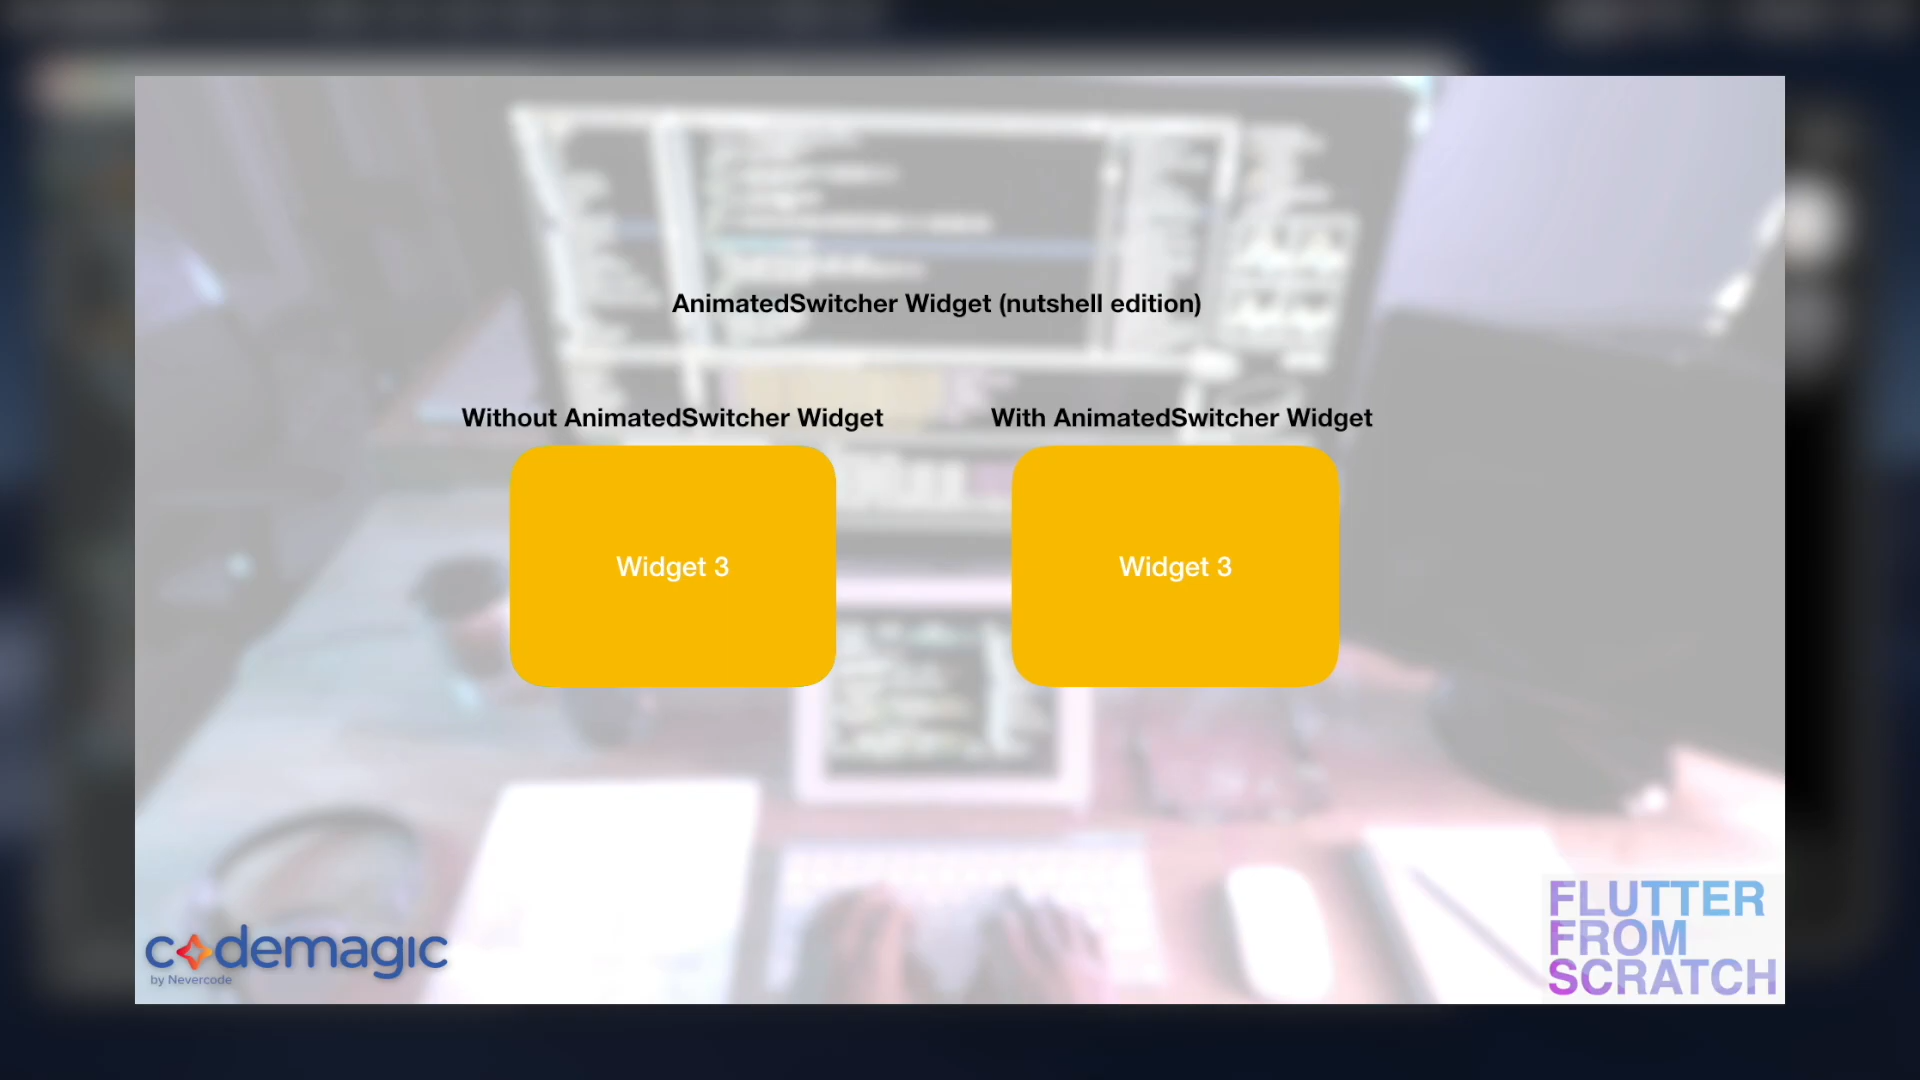 AnimatedSwitcher Widget (nutshell edition)
Without AnimatedSwitcher Widget
With AnimatedSwitcher Widget
Widget 3
Widget 3
codemagic
by Nevercode
FLUTTER
FROM
SCRATCH